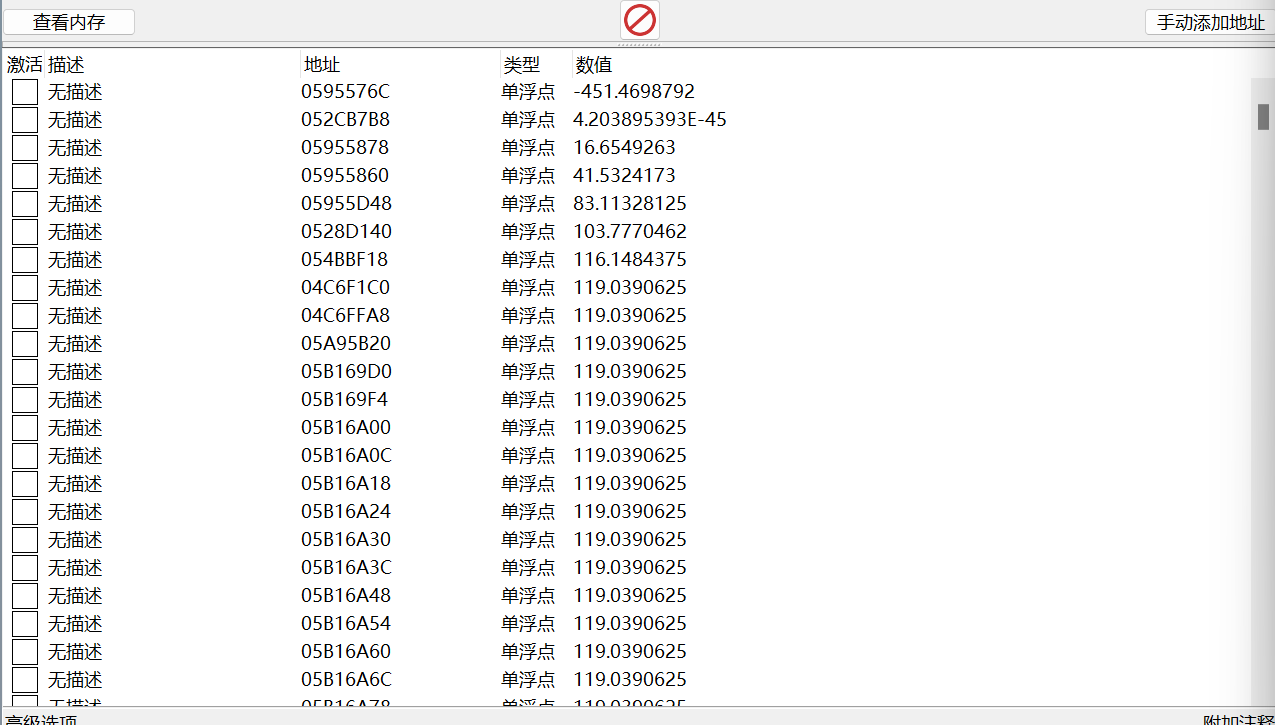 查看内存 手动添加地址
激活 描述 地址 类型 数值
无描述 0595576C 单浮点 -451.4698792
无描述 052CB7B8 单浮点 4.203895393E-45
无描述 05955878 单浮点 16.6549263
无描述 05955860 单浮点 41.5324173
无描述 05955D48 单浮点 83.11328125
无描述 0528D140 单浮点 103.7770462
无描述 054BBF18 单浮点 116.1484375
无描述 04C6F1C0 单浮点 119.0390625
无描述 04C6FFA8 单浮点 119.0390625
无描述 05A95B20 单浮点 119.0390625
无描述 05B169D0 单浮点 119.0390625
无描述 05B169F4 单浮点 119.0390625
无描述 05B16A00 单浮点 119.0390625
无描述 05B16A0C 单浮点 119.0390625
无描述 05B16A18 单浮点 119.0390625
无描述 05B16A24 单浮点 119.0390625
无描述 05B16A30 单浮点 119.0390625
无描述 05B16A3C 单浮点 119.0390625
无描述 05B16A48 单浮点 119.0390625
无描述 05B16A54 单浮点 119.0390625
无描述 05B16A60 单浮点 119.0390625
无描述 05B16A6C 单浮点 119.0390625
无描述 05B16A78 单浮点 119.0390625
高级选项 附加注释